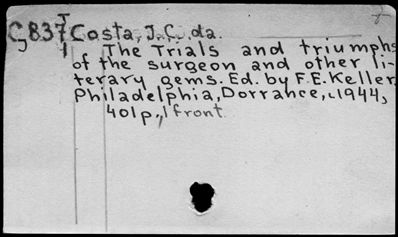 T
C837 Costa, J. C. da.
J 1 The Trials and triumphs
of the surgeon and other li-
terary gems. Ed. by F. E. Keller.
Philadelphia, Dorrance, c1944,
401p., 1 front.